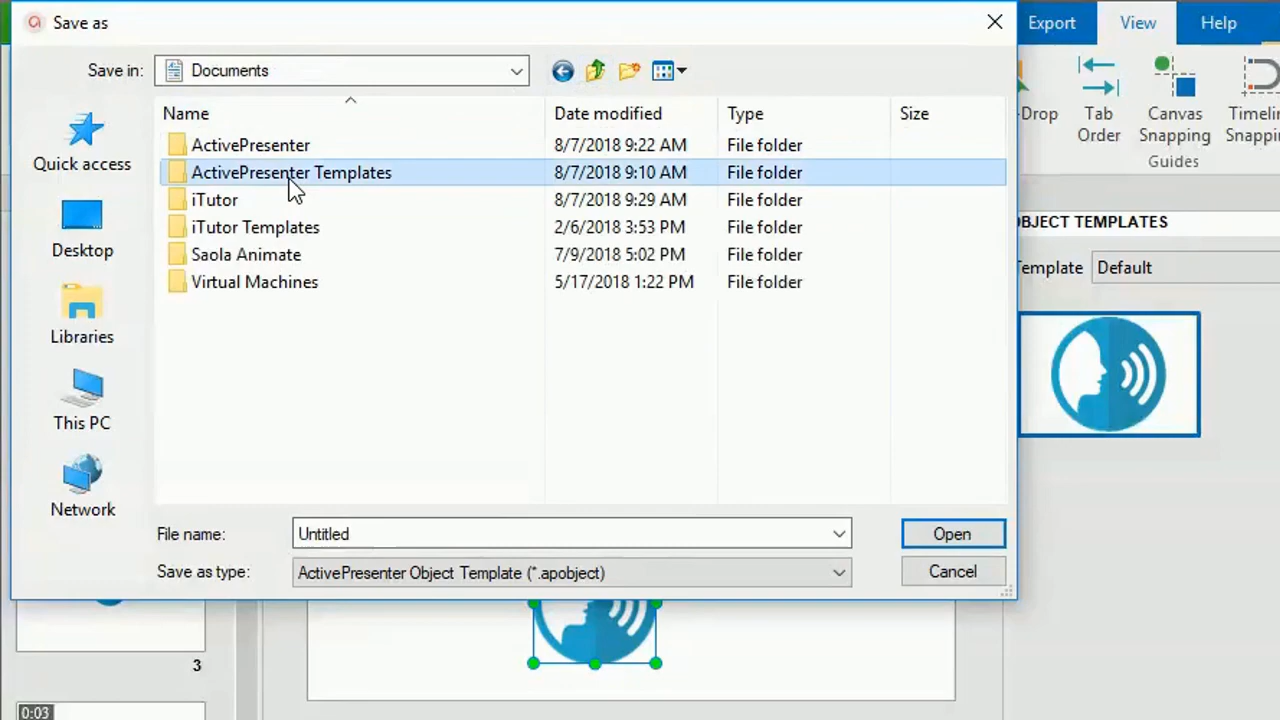 Save as
Export View Help
Save in: Documents
Name Date modified Type Size
ActivePresenter 8/7/2018 9:22 AM File folder
ActivePresenter Templates 8/7/2018 9:10 AM File folder
iTutor 8/7/2018 9:29 AM File folder
iTutor Templates 2/6/2018 3:53 PM File folder
Saola Animate 7/9/2018 5:02 PM File folder
Virtual Machines 5/17/2018 1:22 PM File folder
Quick access
Desktop
Libraries
This PC
Network
File name: Untitled Open
Save as type: ActivePresenter Object Template (*.apobject) Cancel
-Drop
Tab
Order
Canvas
Snapping
Timelin
Snappin
Guides
OBJECT TEMPLATES
Template Default
3
0:03